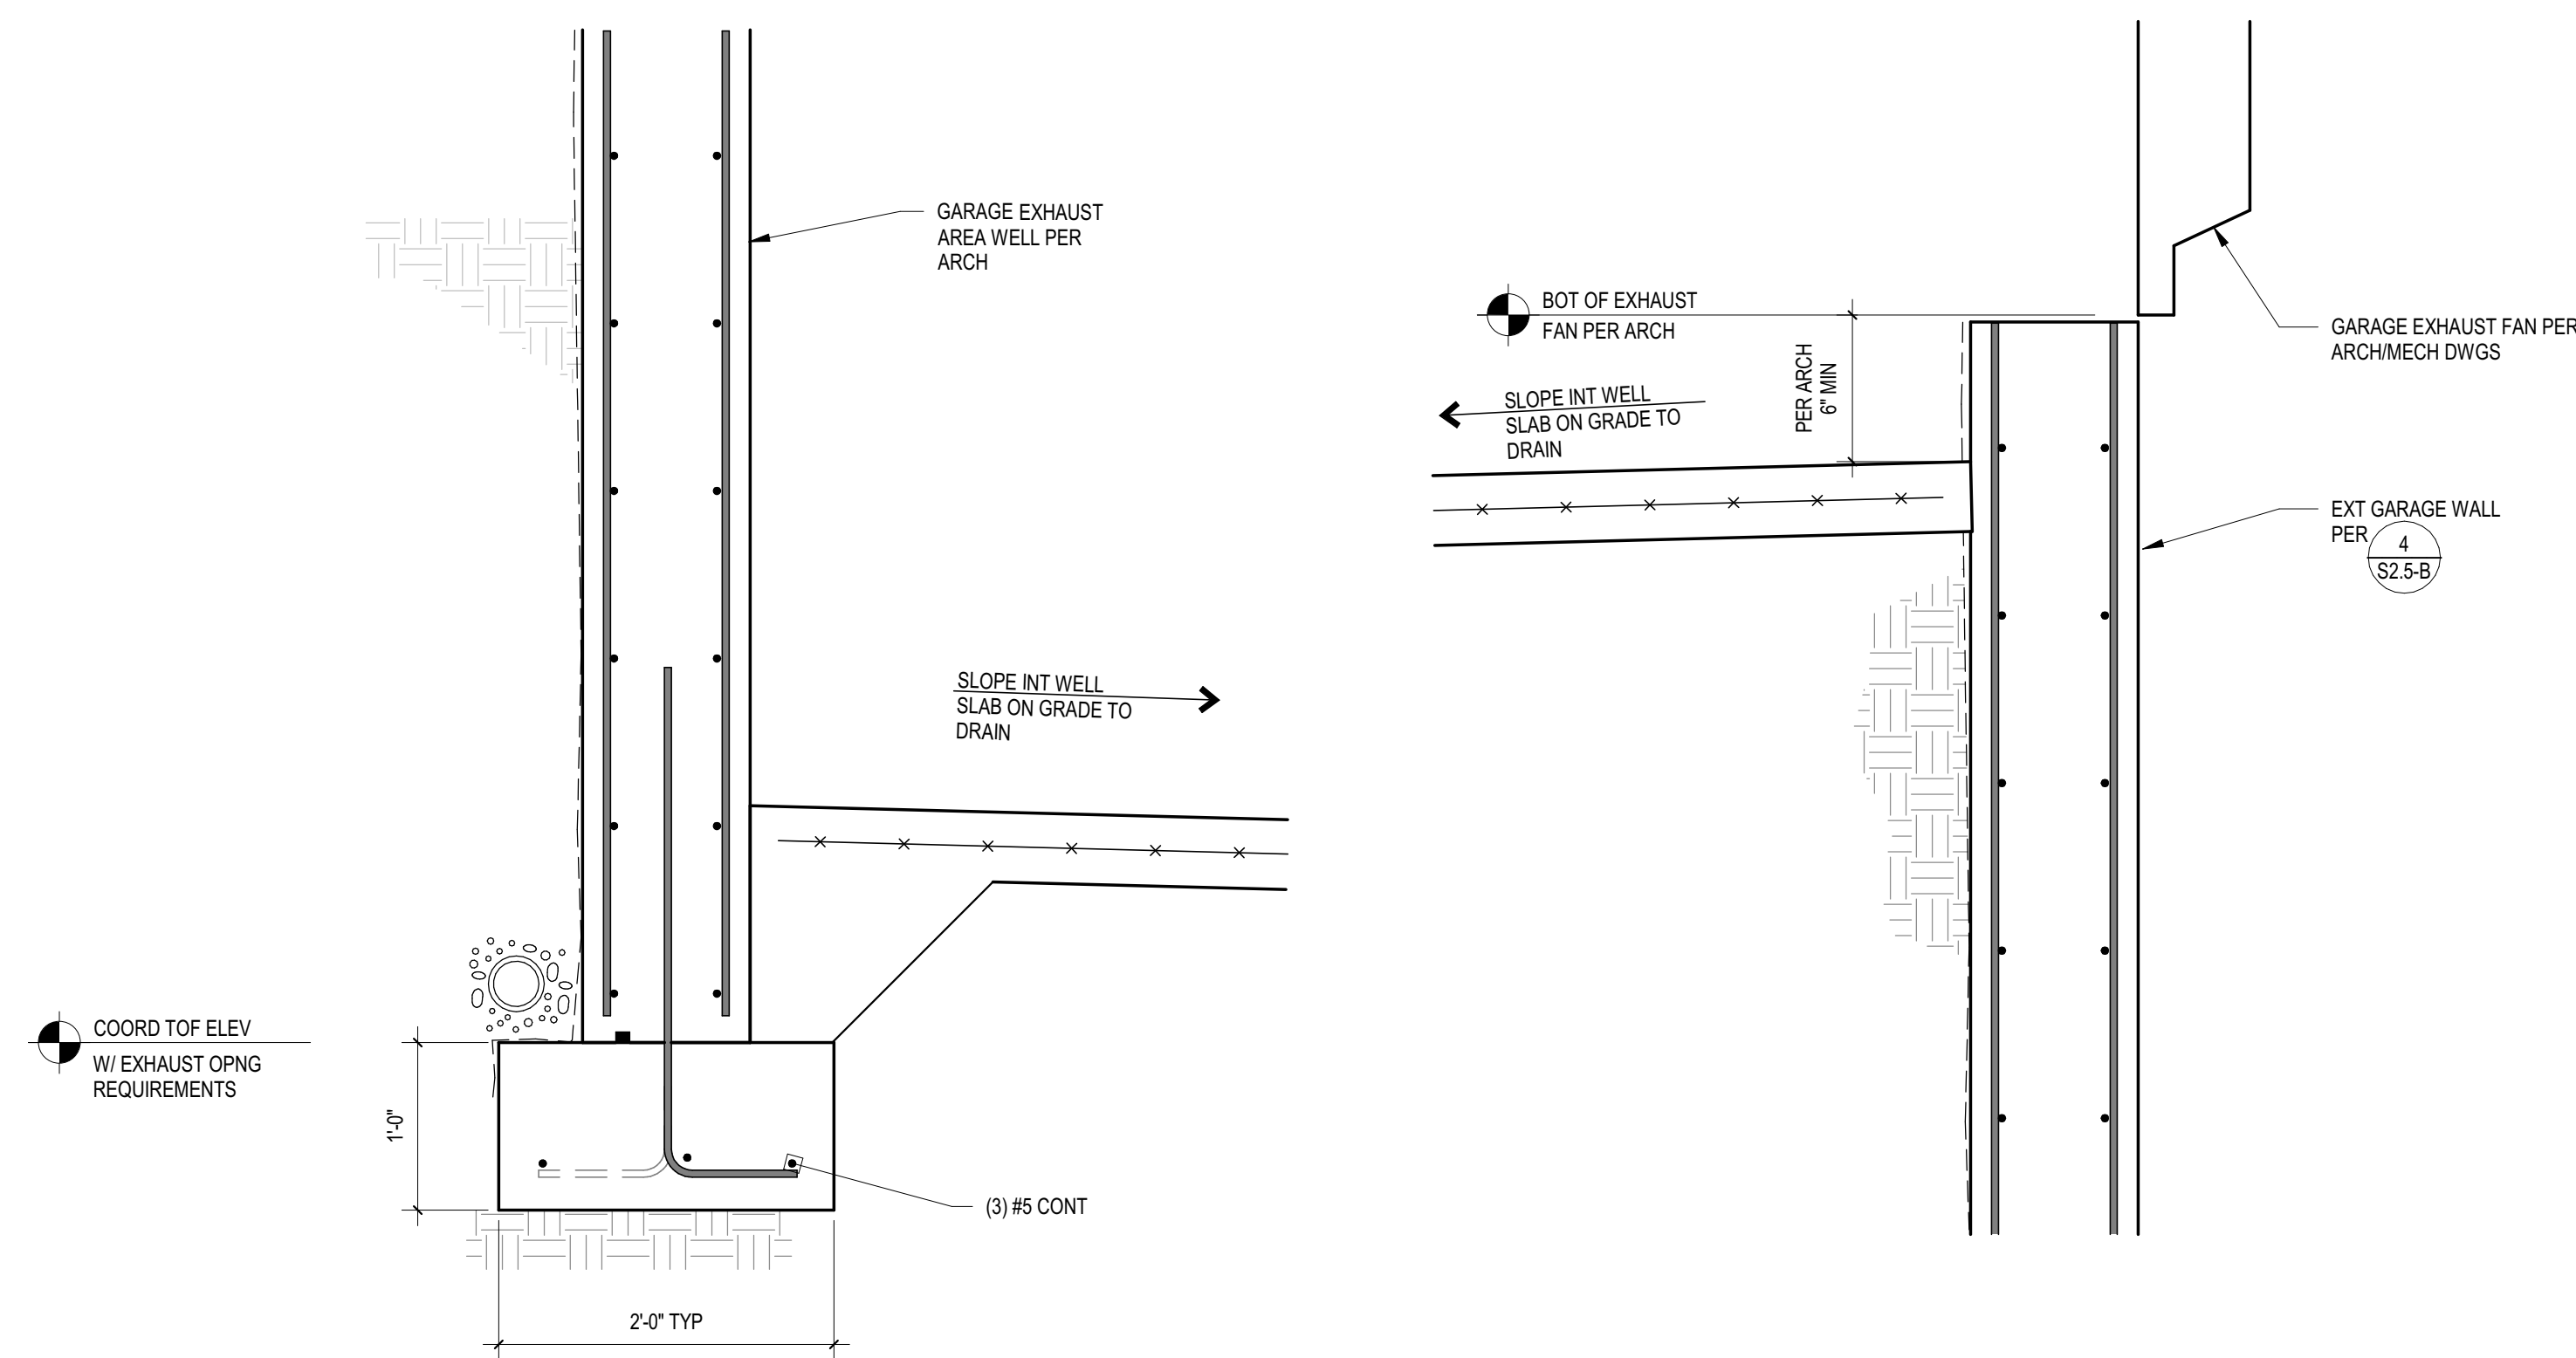 GARAGE EXHAUST
AREA WELL PER
ARCH
SLOPE INT WELL
SLAB ON GRADE TO
DRAIN
COORD TOF ELEV
W/ EXHAUST OPNG
REQUIREMENTS
1'-0"
(3) #5 CONT
2'-0" TYP
BOT OF EXHAUST
FAN PER ARCH
PER ARCH
6" MIN
SLOPE INT WELL
SLAB ON GRADE TO
DRAIN
GARAGE EXHAUST FAN PER
ARCH/MECH DWGS
EXT GARAGE WALL
PER
4
S2.5-B